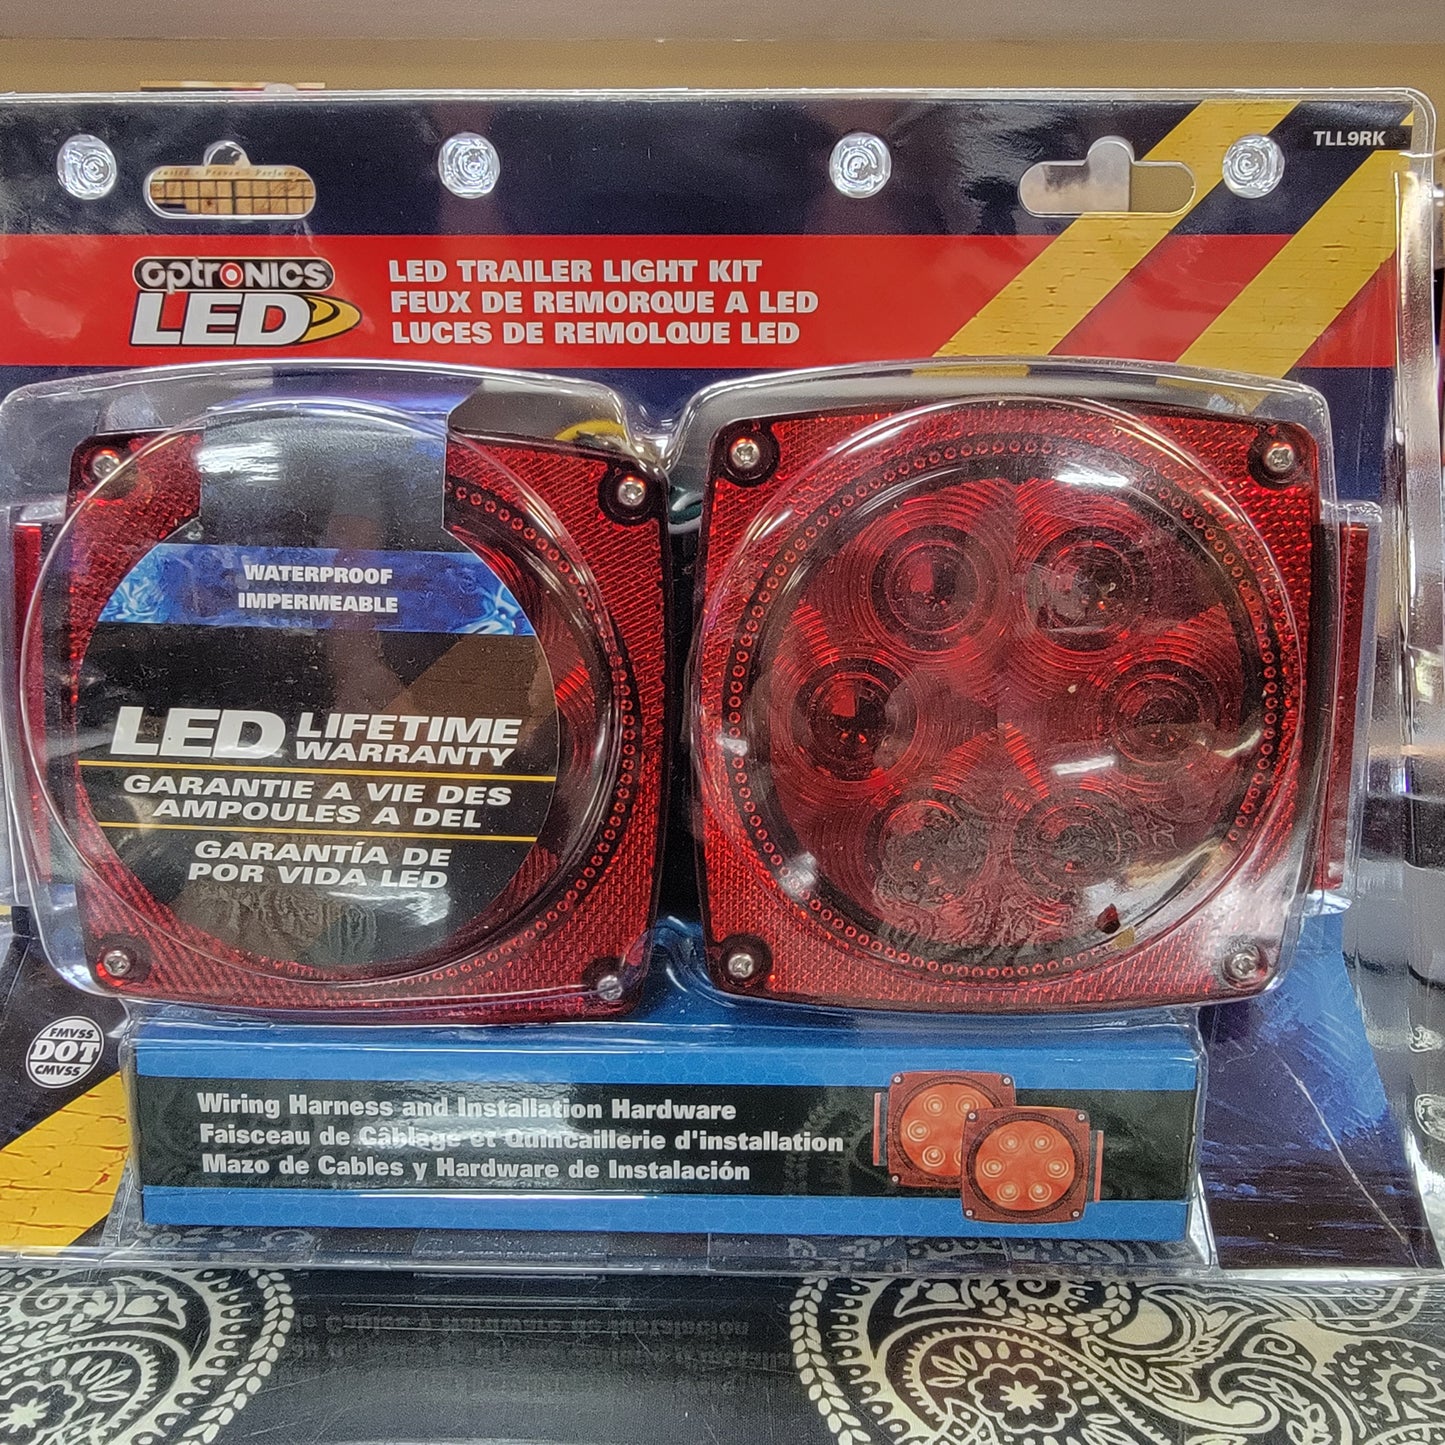 TLL9RK
optronics
LED
LED TRAILER LIGHT KIT
FEUX DE REMORQUE A LED
LUCES DE REMOLQUE LED
WATERPROOF
IMPERMEABLE
LED LIFETIME
WARRANTY
GARANTIE A VIE DES
AMPOULES A DEL
GARANTÍA DE
POR VIDA LED
FMVSS
DOT
CMVSS
Wiring Harness and Installation Hardware
Faisceau de Câblage et Quincaillerie d'installation
Mazo de Cables y Hardware de Instalación